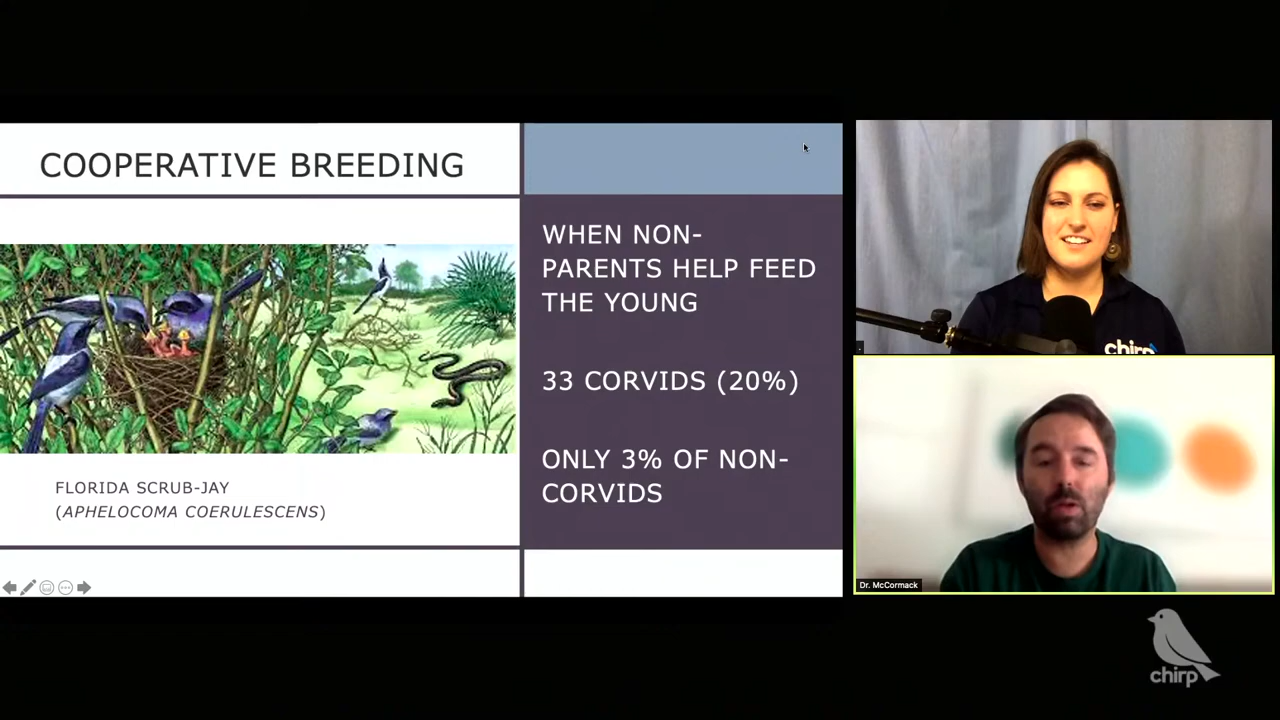 COOPERATIVE BREEDING
FLORIDA SCRUB-JAY
(APHELOCOMA COERULESCENS)
WHEN NON-
PARENTS HELP FEED
THE YOUNG
33 CORVIDS (20%)
ONLY 3% OF NON-
CORVIDS
chirp
Dr. McCormack
chirp